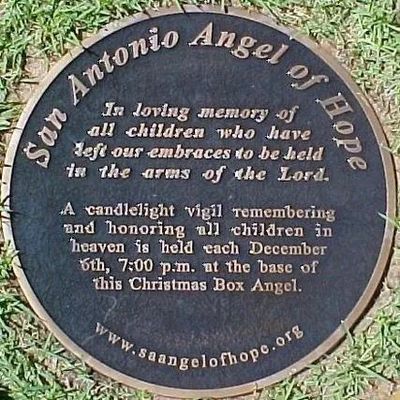 San Antonio Angel of Hope
In loving memory of
all children who have
left our embraces to be held
in the arms of the Lord.
A candlelight vigil remembering
and honoring all children in
heaven is held each December
6th, 7:00 p.m. at the base of
this Christmas Box Angel.
www.saangelofhope.org